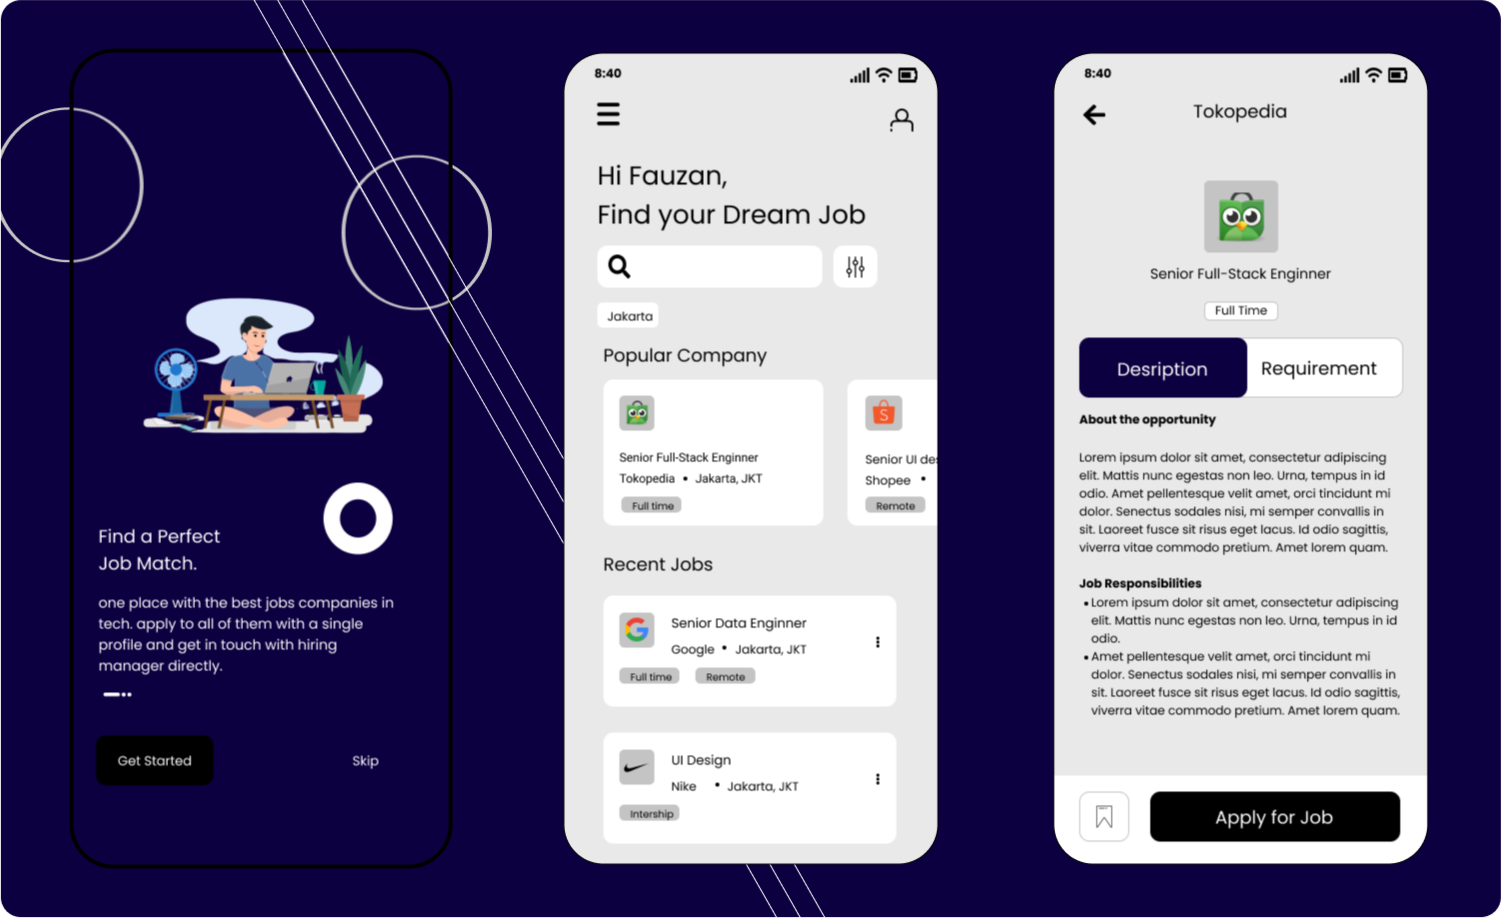 Find a Perfect
Job Match.
one place with the best jobs companies in
tech. apply to all of them with a single
profile and get in touch with hiring
manager directly.
Get Started
Skip
8:40
Hi Fauzan,
Find your Dream Job
Jakarta
Popular Company
Senior Full-Stack Enginner
Tokopedia • Jakarta, JKT
Full time
S
Senior UI des
Shopee •
Remote
Recent Jobs
G
Senior Data Enginner
Google • Jakarta, JKT
Full time Remote
UI Design
Nike • Jakarta, JKT
Intership
8:40
Tokopedia
Senior Full-Stack Enginner
Full Time
Desription Requirement
About the opportunity
Lorem ipsum dolor sit amet, consectetur adipiscing
elit. Mattis nunc egestas non leo. Urna, tempus in id
odio. Amet pellentesque velit amet, orci tincidunt mi
dolor. Senectus sodales nisi, mi semper convallis in
sit. Laoreet fusce sit risus eget lacus. Id odio sagittis,
viverra vitae commodo pretium. Amet lorem quam.
Job Responsibilities
• Lorem ipsum dolor sit amet, consectetur adipiscing
elit. Mattis nunc egestas non leo. Urna, tempus in id
odio.
• Amet pellentesque velit amet, orci tincidunt mi
dolor. Senectus sodales nisi, mi semper convallis in
sit. Laoreet fusce sit risus eget lacus. Id odio sagittis,
viverra vitae commodo pretium. Amet lorem quam.
Apply for Job